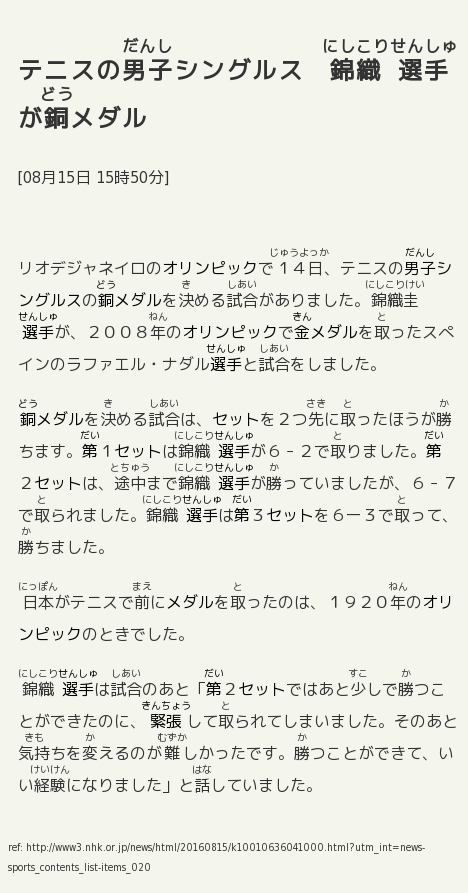 テニスの男子シングルス　錦織 選手
が銅メダル
[08月15日 15時50分]
リオデジャネイロのオリンピックで１４日、テニスの男子シ
ングルスの銅メダルを決める試合がありました。錦織圭
選手が、２００８年のオリンピックで金メダルを取ったスペ
インのラファエル・ナダル選手と試合をしました。
銅メダルを決める試合は、セットを２つ先に取ったほうが勝
ちます。第１セットは錦織 選手が６‐２で取りました。第
２セットは、途中まで錦織 選手が勝っていましたが、６‐７
で取られました。錦織 選手は第３セットを６ー３で取って、
勝ちました。
日本がテニスで前にメダルを取ったのは、１９２０年のオリ
ンピックのときでした。
錦織 選手は試合のあと「第２セットではあと少しで勝つこ
とができたのに、緊張して取られてしまいました。そのあと
気持ちを変えるのが難しかったです。勝つことができて、い
い経験になりました」と話していました。
ref: http://www3.nhk.or.jp/news/html/20160815/k10010636041000.html?utm_int=news-
sports_contents_list-items_020